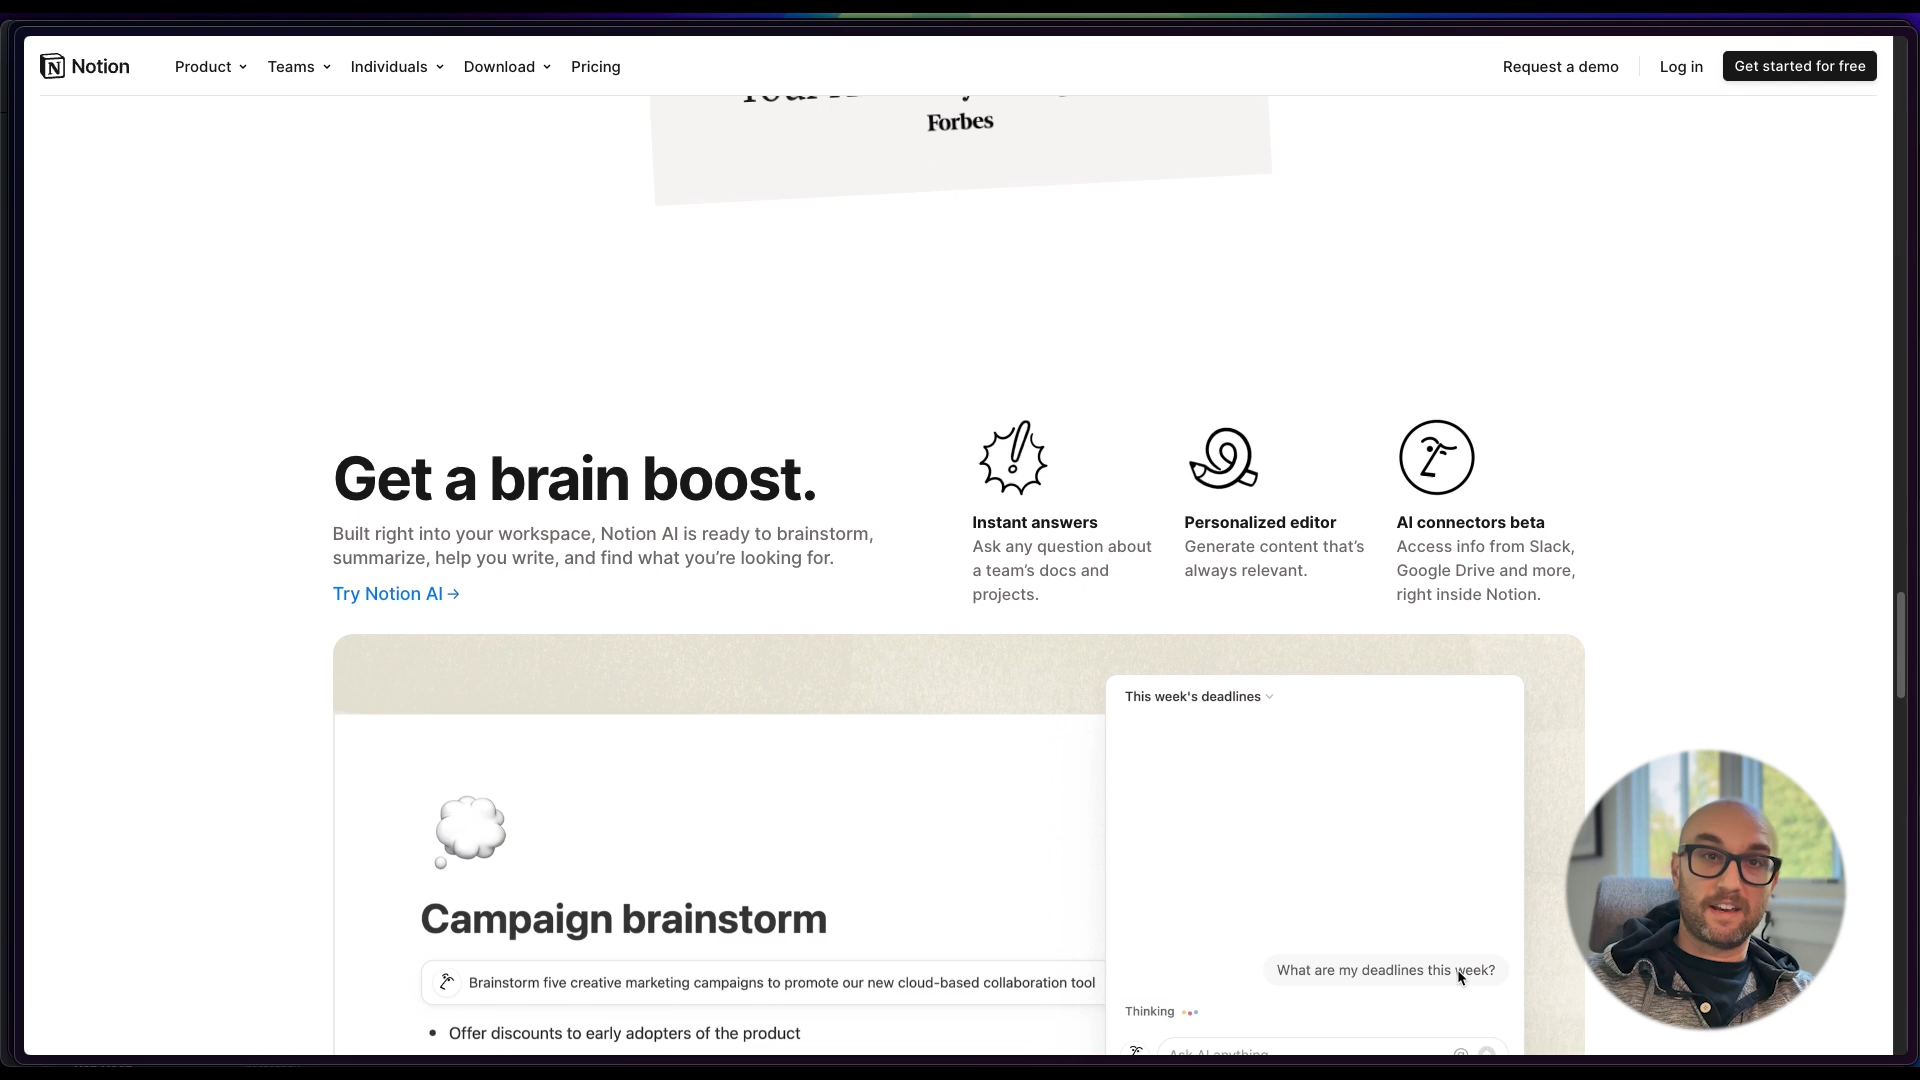 Notion
Product
Teams
Individuals
Download
Pricing
Request a demo
Log in
Get started for free
Forbes
Get a brain boost.
Built right into your workspace, Notion AI is ready to brainstorm,
summarize, help you write, and find what you’re looking for.
Try Notion AI →
Instant answers
Ask any question about
a team’s docs and
projects.
Personalized editor
Generate content that’s
always relevant.
AI connectors beta
Access info from Slack,
Google Drive and more,
right inside Notion.
Campaign brainstorm
Brainstorm five creative marketing campaigns to promote our new cloud-based collaboration tool
• Offer discounts to early adopters of the product
This week's deadlines
What are my deadlines this week?
Thinking
Ask AI anything